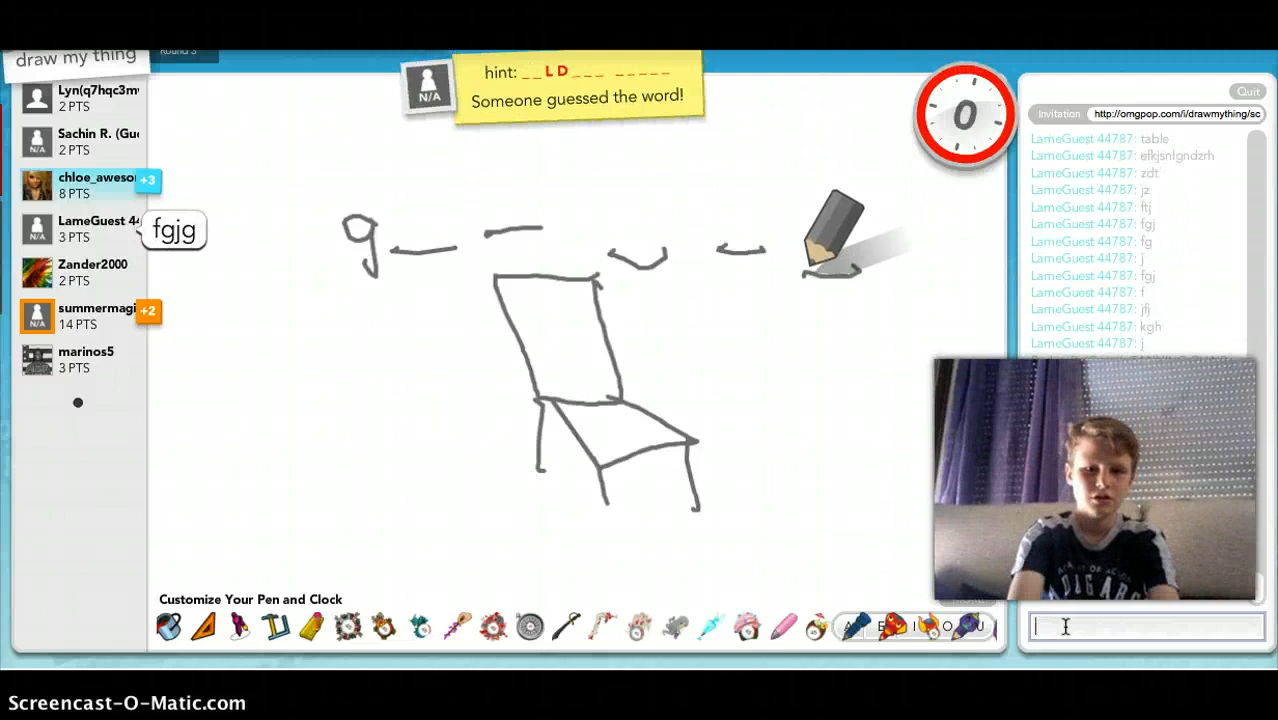 draw my thing
Round 3
hint: _ _ L D _ _ _ _ _ _ _ _
Someone guessed the word!
N/A
0
Quit
Invitation http://omgpop.com/i/drawmything/sc
Lyn(q7hqc3m
2 PTS
Sachin R. (Gu
2 PTS
N/A
chloe_aweso
8 PTS
+3
LameGuest 44
3 PTS
N/A
fgjg
Zander2000
2 PTS
summermagi
14 PTS
N/A
+2
marinos5
3 PTS
g
LameGuest 44787: table
LameGuest 44787: efkjsnlgndzrh
LameGuest 44787: zdt
LameGuest 44787: jz
LameGuest 44787: ftj
LameGuest 44787: fgj
LameGuest 44787: fg
LameGuest 44787: j
LameGuest 44787: fgj
LameGuest 44787: f
LameGuest 44787: jfj
LameGuest 44787: kgh
LameGuest 44787: j
Customize Your Pen and Clock
A E I O U
Screencast-O-Matic.com